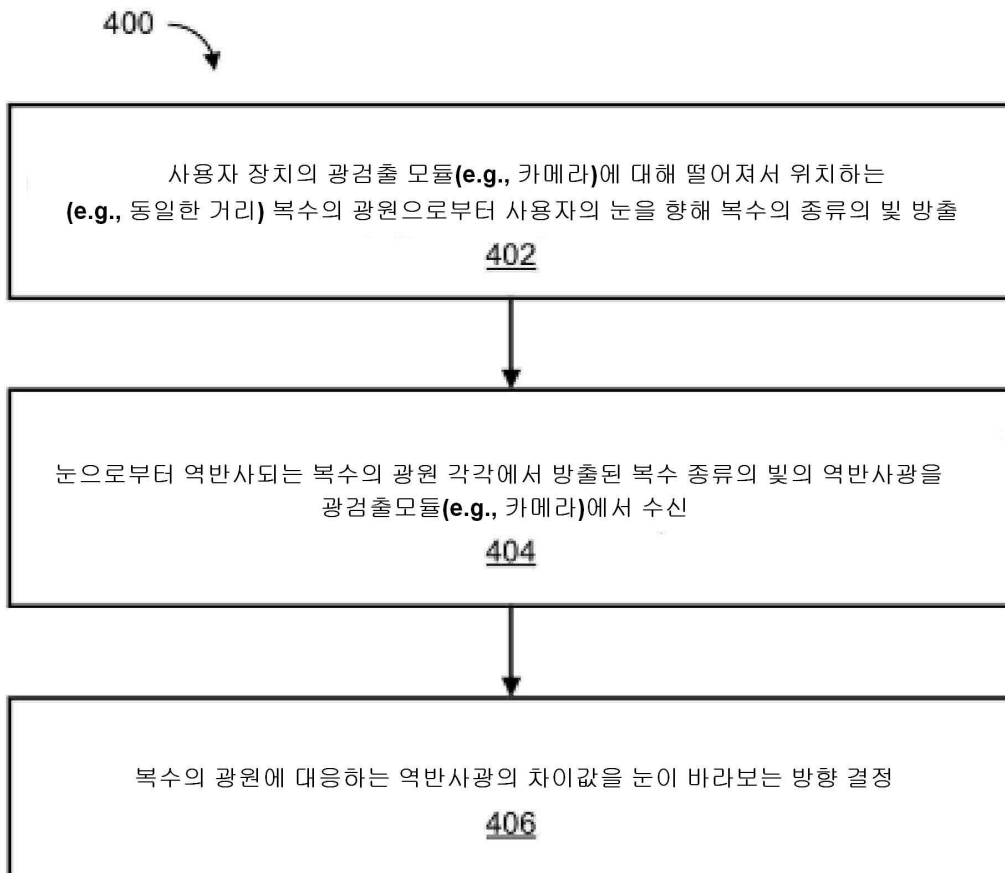 400
사용자 장치의 광검출 모듈(e.g., 카메라)에 대해 떨어져서 위치하는
(e.g., 동일한 거리) 복수의 광원으로부터 사용자의 눈을 향해 복수의 종류의 빛 방출
402
눈으로부터 역반사되는 복수의 광원 각각에서 방출된 복수 종류의 빛의 역반사광을
광검출모듈(e.g., 카메라)에서 수신
404
복수의 광원에 대응하는 역반사광의 차이값을 눈이 바라보는 방향 결정
406